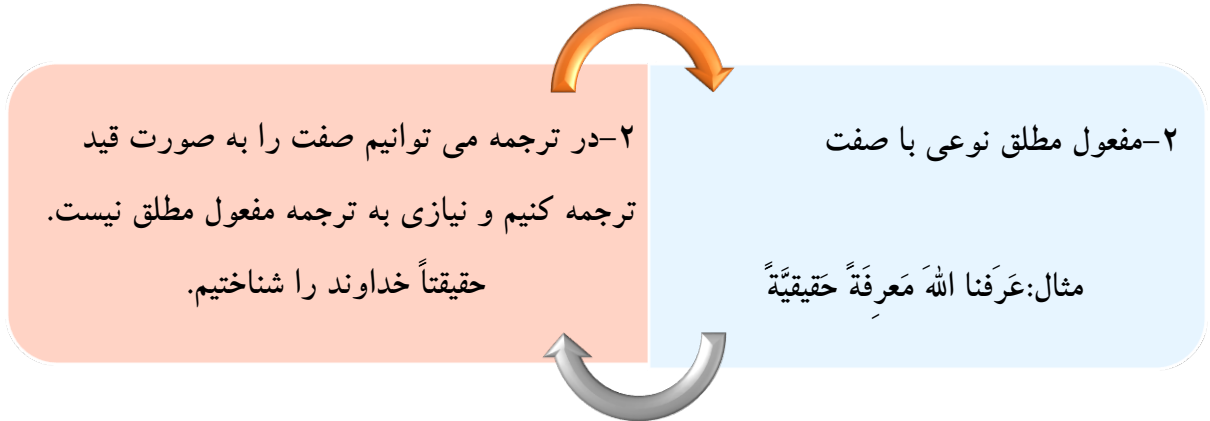 ۲-مفعول مطلق نوعی با صفت
مثال:عَرَفنا اللهَ مَعرِفَةً حَقیقیَّةً
۲-در ترجمه می توانیم صفت را به صورت قید
ترجمه کنیم و نیازی به ترجمه مفعول مطلق نیست.
حقیقتاً خداوند را شناختیم.